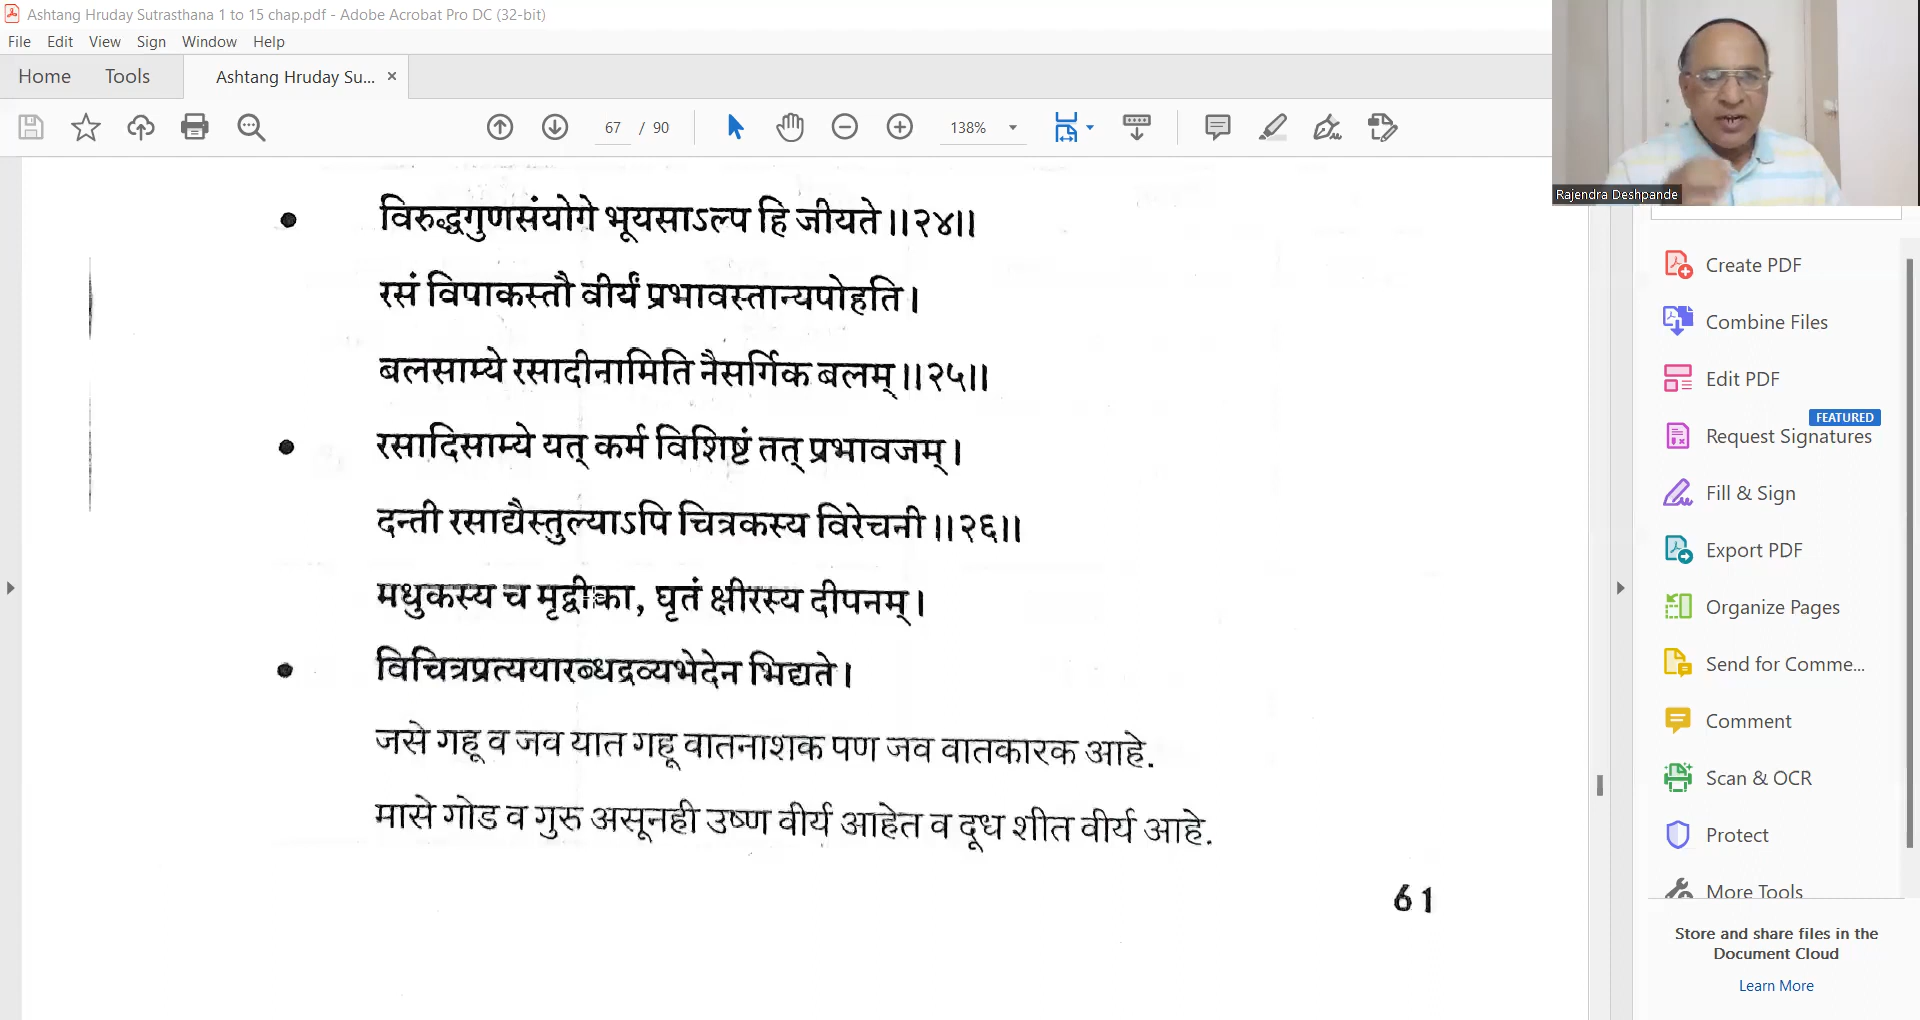 Ashtang Hruday Sutrasthana 1 to 15 chap.pdf - Adobe Acrobat Pro DC (32-bit)
File Edit View Sign Window Help
Home Tools Ashtang Hruday Su... ×
67 / 90 138%
Rajendra Deshpande
विरुद्धगुणसंयोगे भूयसाऽल्प हि जीयते।।२४।।
रसं विपाकस्तौ वीर्यं प्रभावस्तान्यपोहति।
बलसाम्ये रसादीनामिति नैसर्गिक बलम्।।२५।।
रसादिसाम्ये यत् कर्म विशिष्टं तत् प्रभावजम्।
दन्ती रसाद्यैस्तुल्याऽपि चित्रकस्य विरेचनी।।२६।।
मधुकस्य च मृद्वीका, घृतं क्षीरस्य दीपनम्।
विचित्रप्रत्ययारब्धद्रव्यभेदेन भिद्यते।
जसे गहू व जव यात गहू वातनाशक पण जव वातकारक आहे.
मासे गोड व गुरु असूनही उष्ण वीर्य आहेत व दूध शीत वीर्य आहे.
61
Create PDF
Combine Files
Edit PDF
FEATURED
Request Signatures
Fill & Sign
Export PDF
Organize Pages
Send for Comme...
Comment
Scan & OCR
Protect
More Tools
Store and share files in the
Document Cloud
Learn More